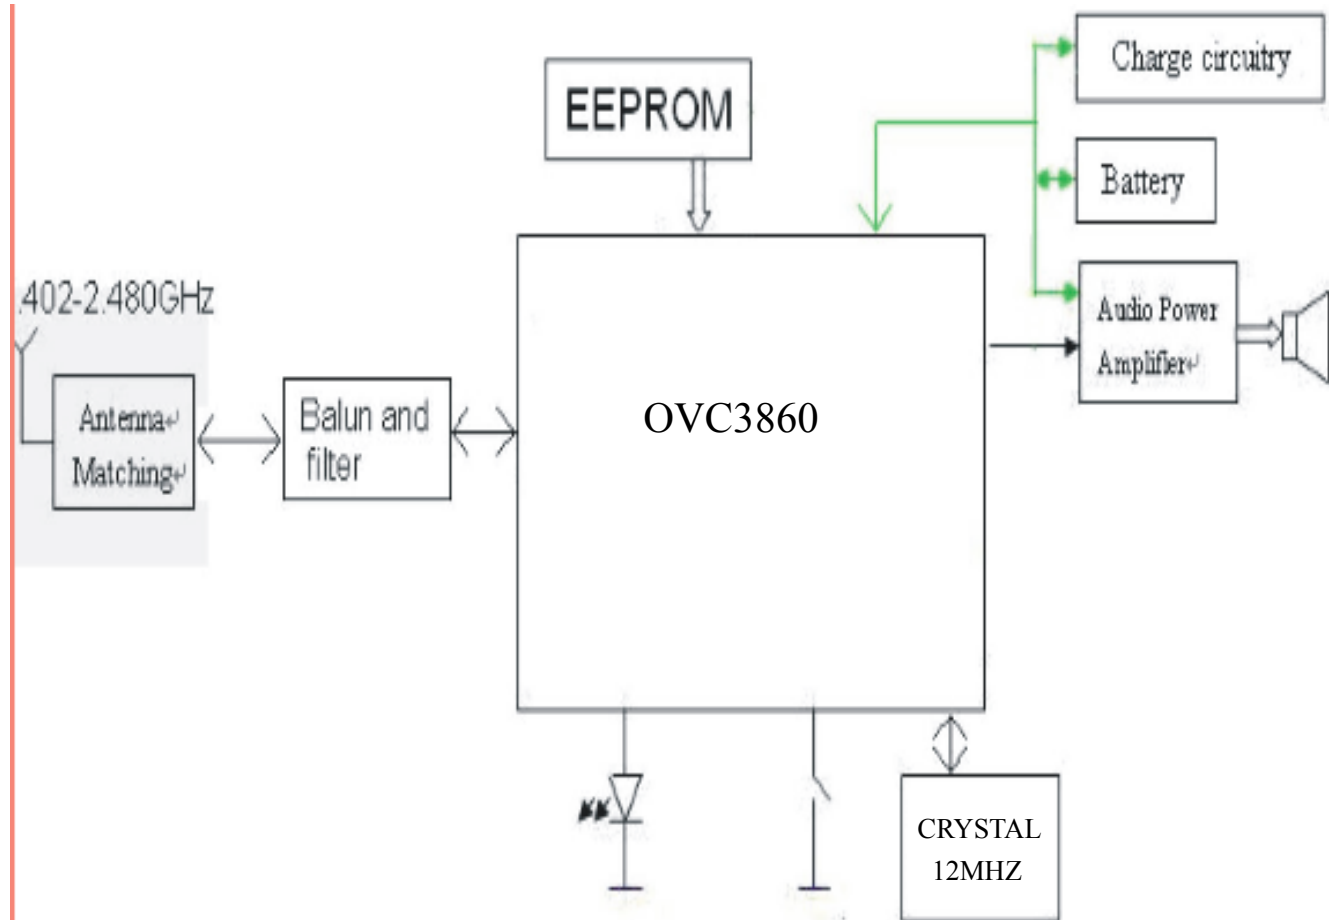 Charge circuitry
EEPROM
Battery
.402-2.480GHz
Audio Power
Amplifier↵
Antenna↵
Matching↵
Balun and
filter
OVC3860
CRYSTAL
12MHZ